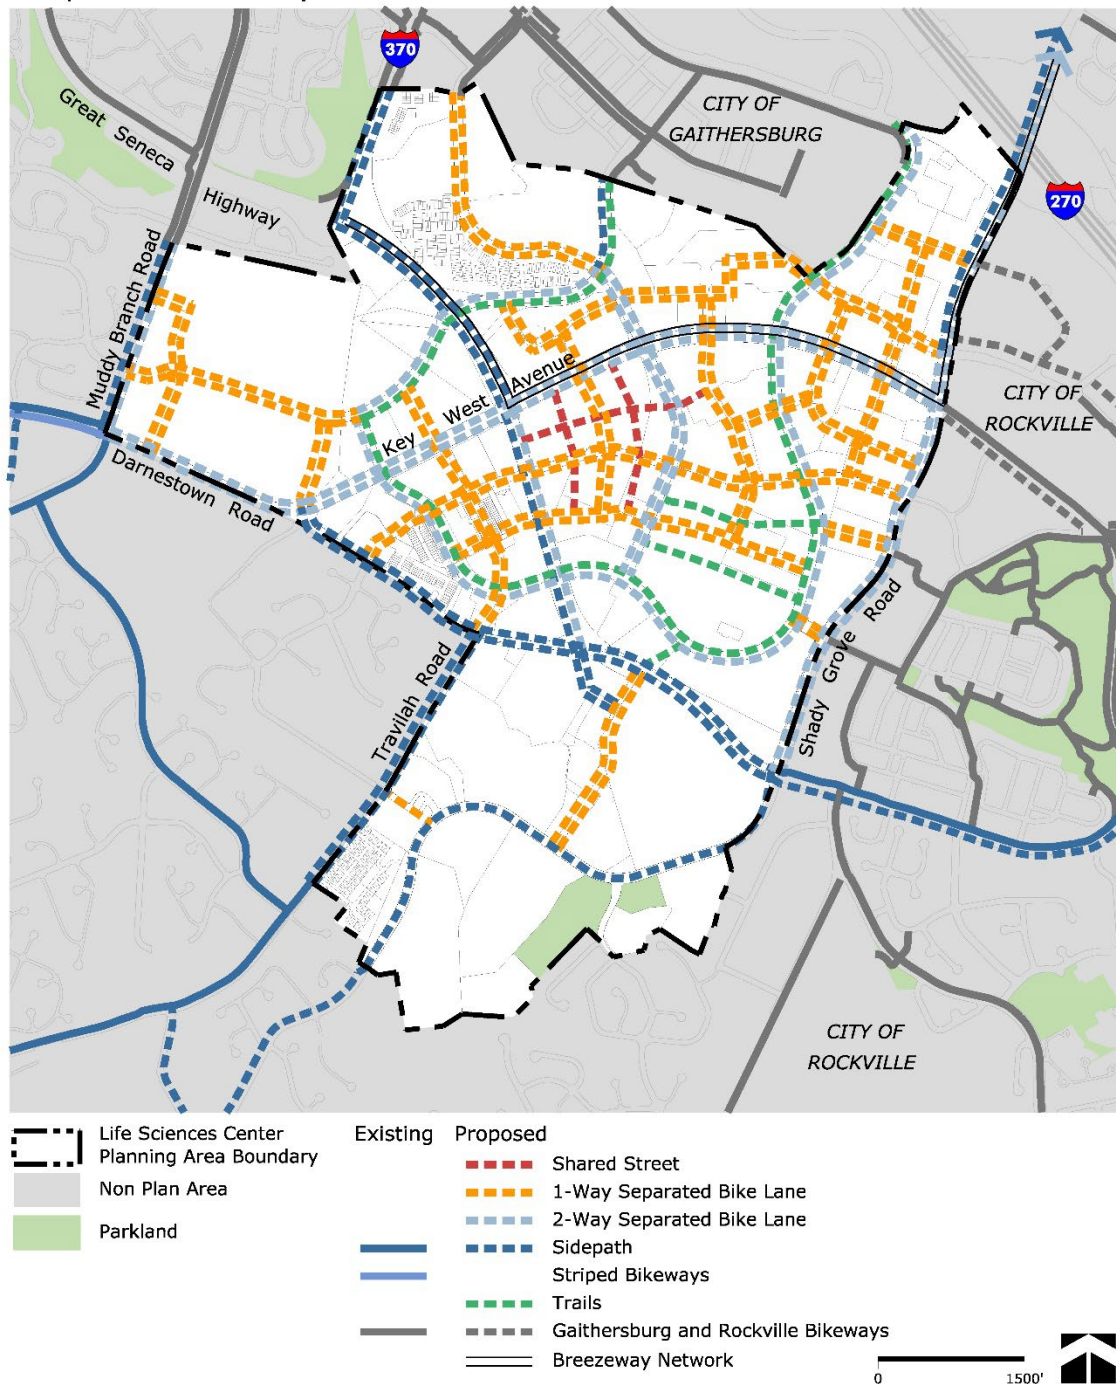 370
CITY OF
GAITHERSBURG
Great Seneca
Highway
270
Muddy Branch Road
Key West Avenue
CITY OF
ROCKVILLE
Darnestown Road
Travilah Road
Shady Grove Road
CITY OF
ROCKVILLE
Life Sciences Center
Planning Area Boundary
Non Plan Area
Parkland
Existing Proposed
Shared Street
1-Way Separated Bike Lane
2-Way Separated Bike Lane
Sidepath
Striped Bikeways
Trails
Gaithersburg and Rockville Bikeways
Breezeway Network
0 1500'